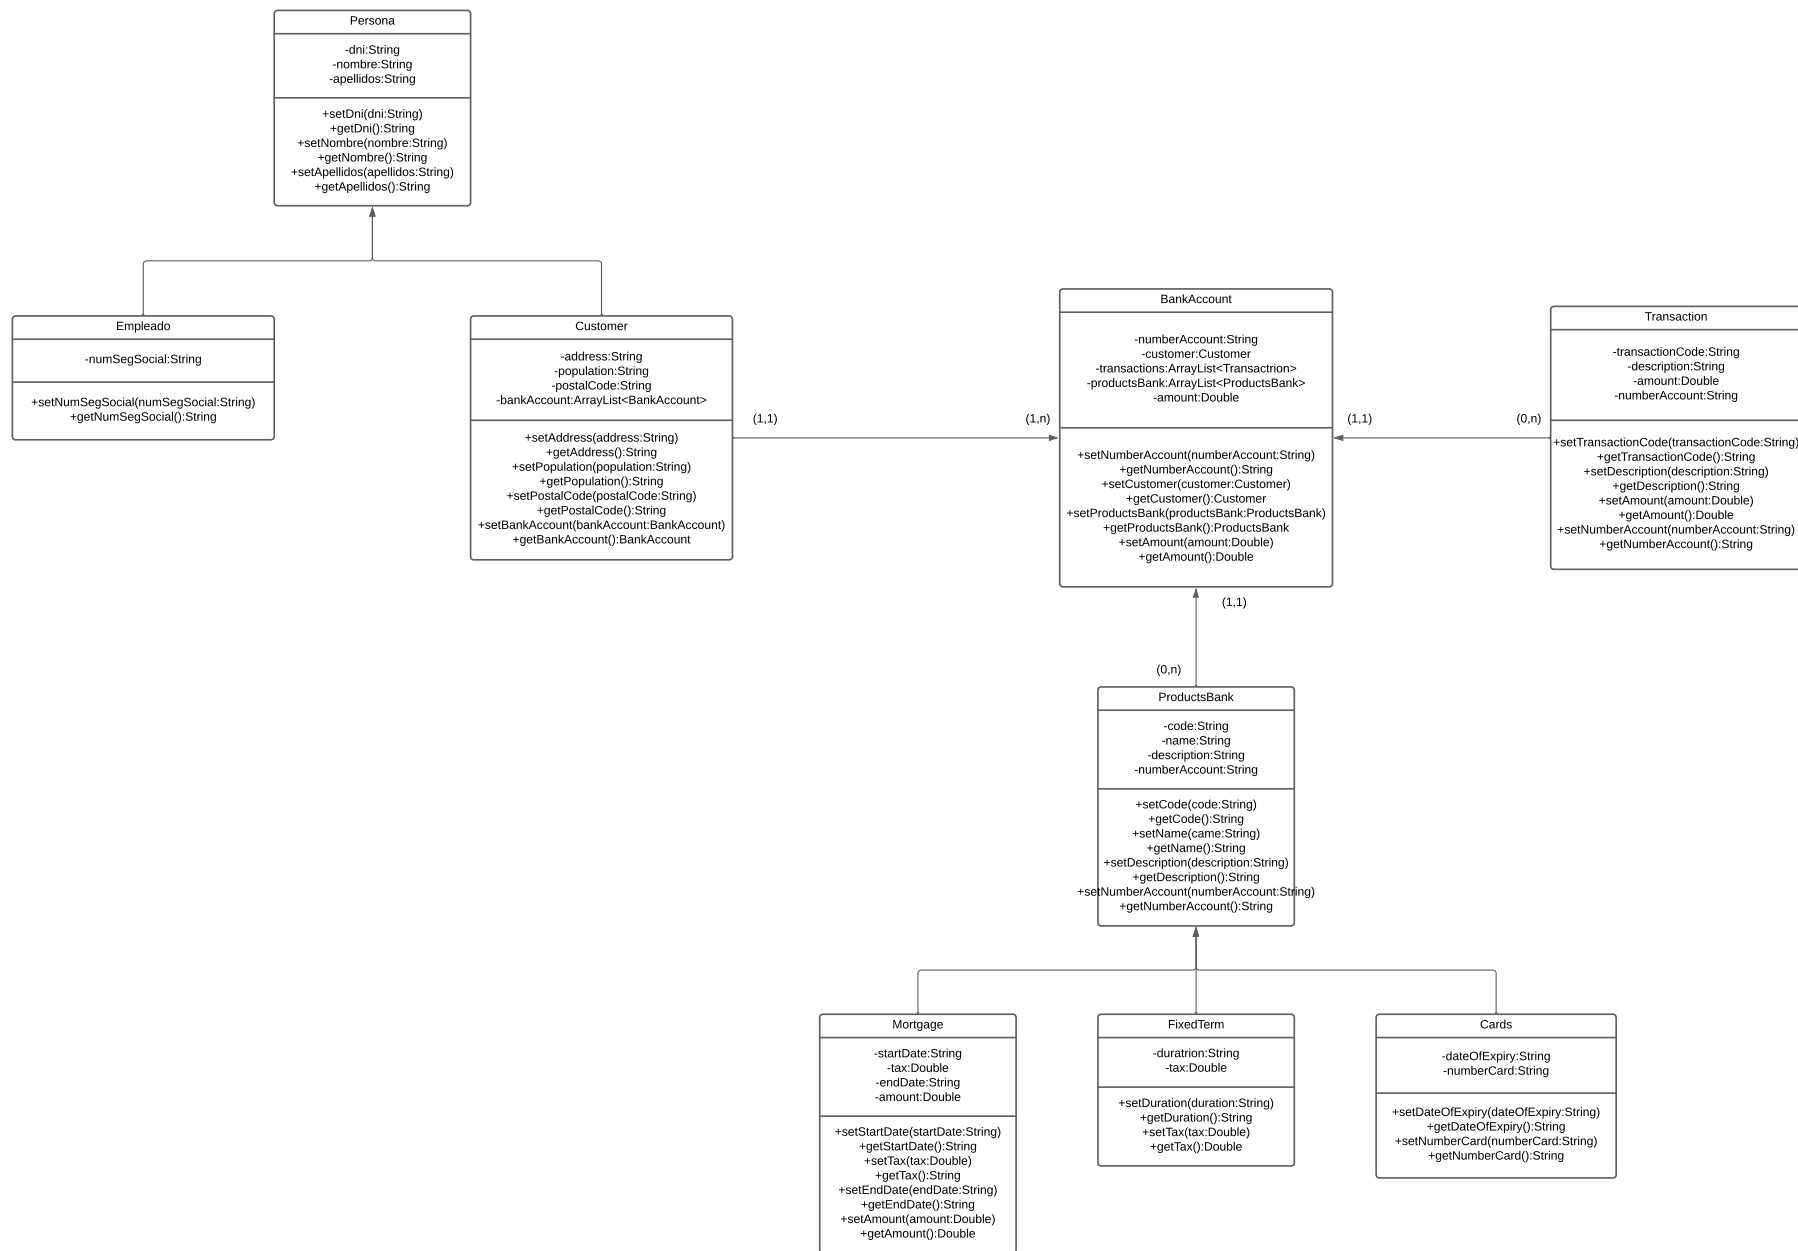 Persona
-dni:String
-nombre:String
-apellidos:String
+setDni(dni:String)
+getDni():String
+setNombre(nombre:String)
+getNombre():String
+setApellidos(apellidos:String)
+getApellidos():String
Empleado
-numSegSocial:String
+setNumSegSocial(numSegSocial:String)
+getNumSegSocial():String
Customer
-address:String
-population:String
-postalCode:String
-bankAccount:ArrayList<BankAccount>
+setAddress(address:String)
+getAddress():String
+setPopulation(population:String)
+getPopulation():String
+setPostalCode(postalCode:String)
+getPostalCode():String
+setBankAccount(bankAccount:BankAccount)
+getBankAccount():BankAccount
(1,1)
(1,n)
BankAccount
-numberAccount:String
-customer:Customer
-transactions:ArrayList<Transactrion>
-productsBank:ArrayList<ProductsBank>
-amount:Double
+setNumberAccount(numberAccount:String)
+getNumberAccount():String
+setCustomer(customer:Customer)
+getCustomer():Customer
+setProductsBank(productsBank:ProductsBank)
+getProductsBank():ProductsBank
+setAmount(amount:Double)
+getAmount():Double
(1,1)
(0,n)
Transaction
-transactionCode:String
-description:String
-amount:Double
-numberAccount:String
+setTransactionCode(transactionCode:String)
+getTransactionCode():String
+setDescription(description:String)
+getDescription():String
+setAmount(amount:Double)
+getAmount():Double
+setNumberAccount(numberAccount:String)
+getNumberAccount():String
(1,1)
(0,n)
ProductsBank
-code:String
-name:String
-description:String
-numberAccount:String
+setCode(code:String)
+getCode():String
+setName(came:String)
+getName():String
+setDescription(description:String)
+getDescription():String
+setNumberAccount(numberAccount:String)
+getNumberAccount():String
Mortgage
-startDate:String
-tax:Double
-endDate:String
-amount:Double
+setStartDate(startDate:String)
+getStartDate():String
+setTax(tax:Double)
+getTax():String
+setEndDate(endDate:String)
+getEndDate():String
+setAmount(amount:Double)
+getAmount():Double
FixedTerm
-duratrion:String
-tax:Double
+setDuration(duration:String)
+getDuration():String
+setTax(tax:Double)
+getTax():Double
Cards
-dateOfExpiry:String
-numberCard:String
+setDateOfExpiry(dateOfExpiry:String)
+getDateOfExpiry():String
+setNumberCard(numberCard:String)
+getNumberCard():String